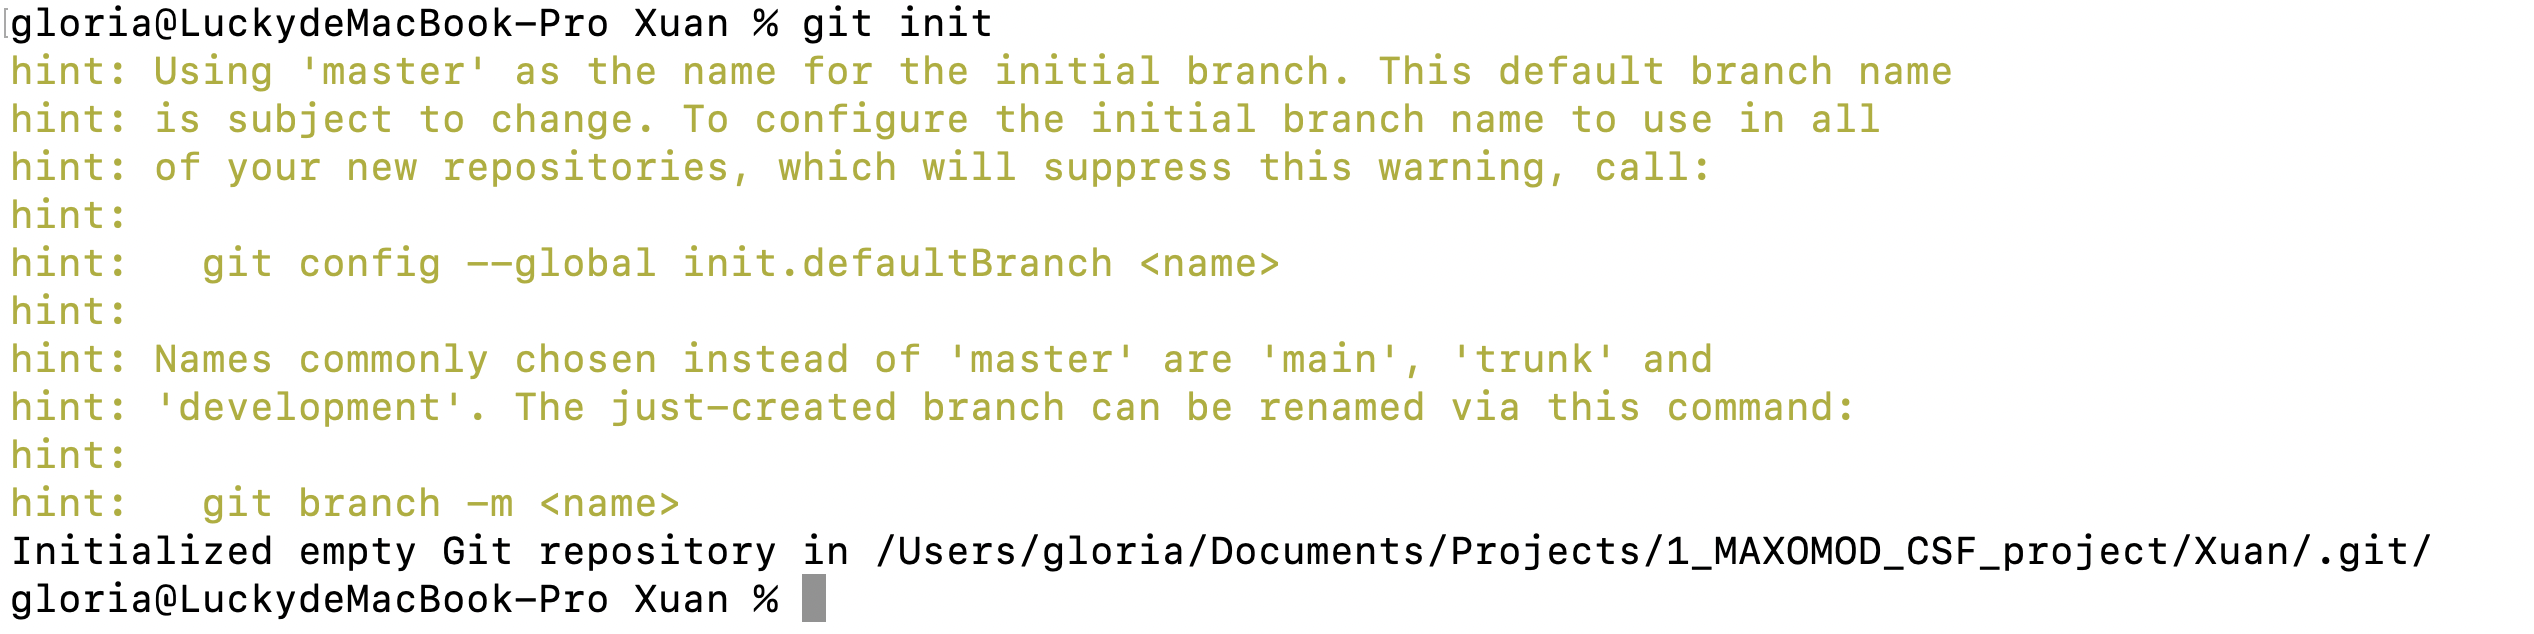 gloria@LuckydeMacBook-Pro Xuan % git init
hint: Using 'master' as the name for the initial branch. This default branch name
hint: is subject to change. To configure the initial branch name to use in all
hint: of your new repositories, which will suppress this warning, call:
hint:
hint:   git config --global init.defaultBranch <name>
hint:
hint: Names commonly chosen instead of 'master' are 'main', 'trunk' and
hint: 'development'. The just-created branch can be renamed via this command:
hint:
hint:   git branch -m <name>
Initialized empty Git repository in /Users/gloria/Documents/Projects/1_MAXOMOD_CSF_project/Xuan/.git/
gloria@LuckydeMacBook-Pro Xuan %